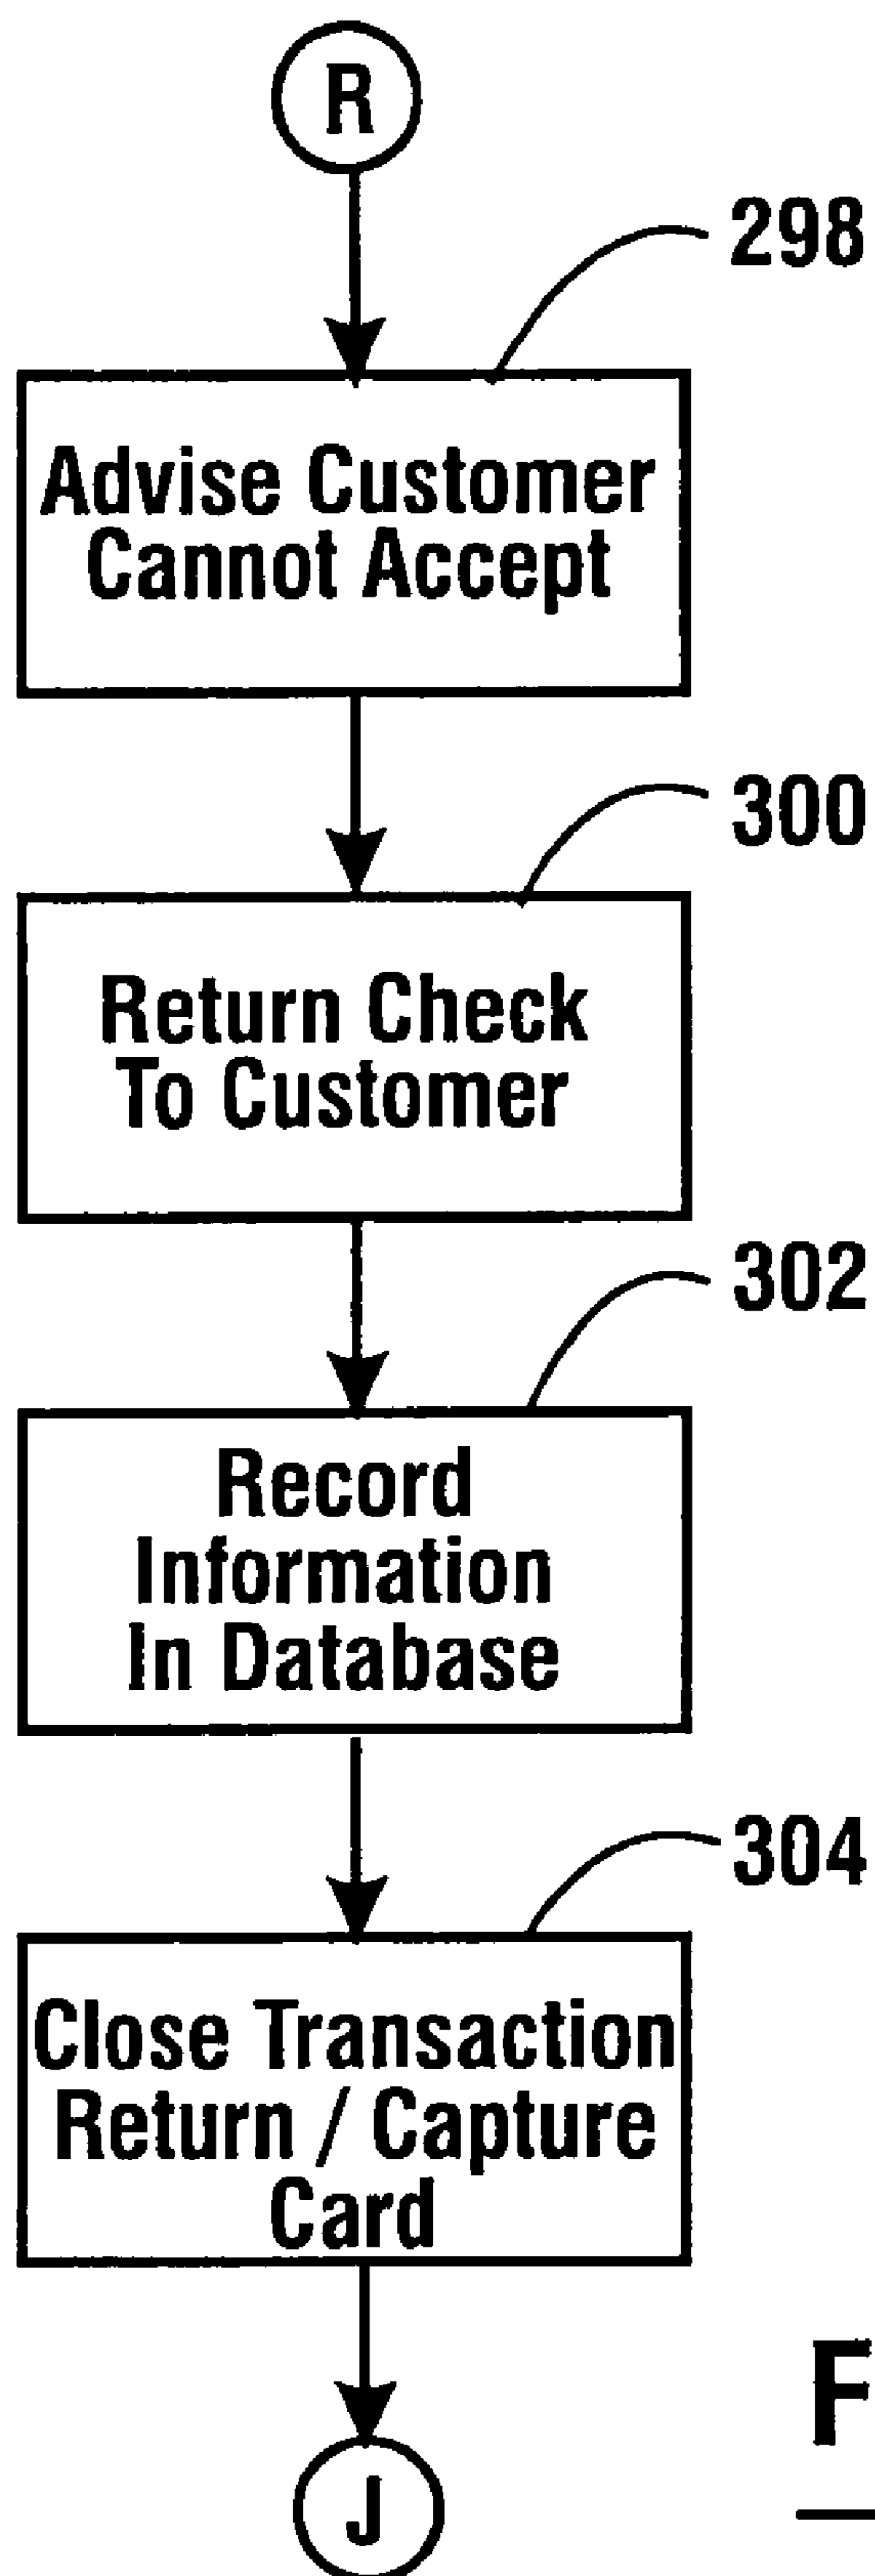 R
298
Advise Customer
Cannot Accept
300
Return Check
To Customer
302
Record
Information
In Database
304
Close Transaction
Return / Capture
Card
J
F